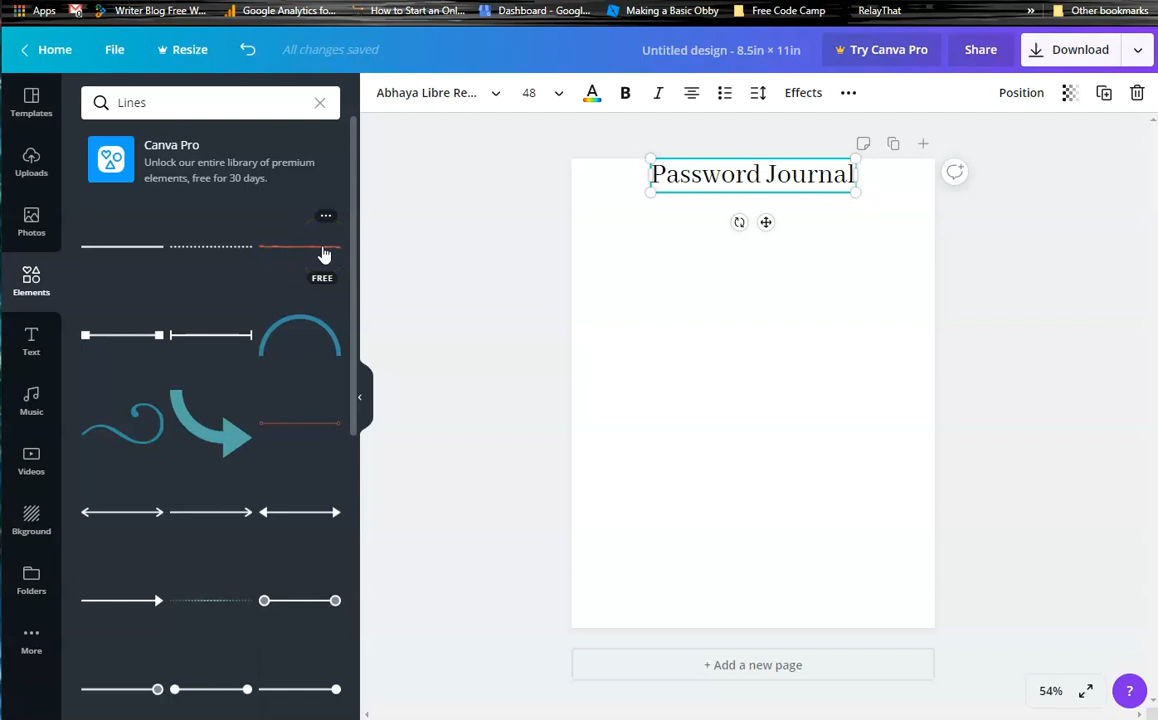 Apps
Writer Blog Free W...
Google Analytics fo...
How to Start an Onl...
Dashboard - Googl...
Making a Basic Obby
Free Code Camp
RelayThat
»
Other bookmarks
Home
File
Resize
All changes saved
Untitled design - 8.5in × 11in
Try Canva Pro
Share
Download
Templates
Uploads
Photos
Elements
Text
Music
Videos
Bkground
Folders
More
Lines
Canva Pro
Unlock our entire library of premium
elements, free for 30 days.
FREE
Abhaya Libre Re...
48
A
B
I
Effects
Position
Password Journal
+ Add a new page
54%
?